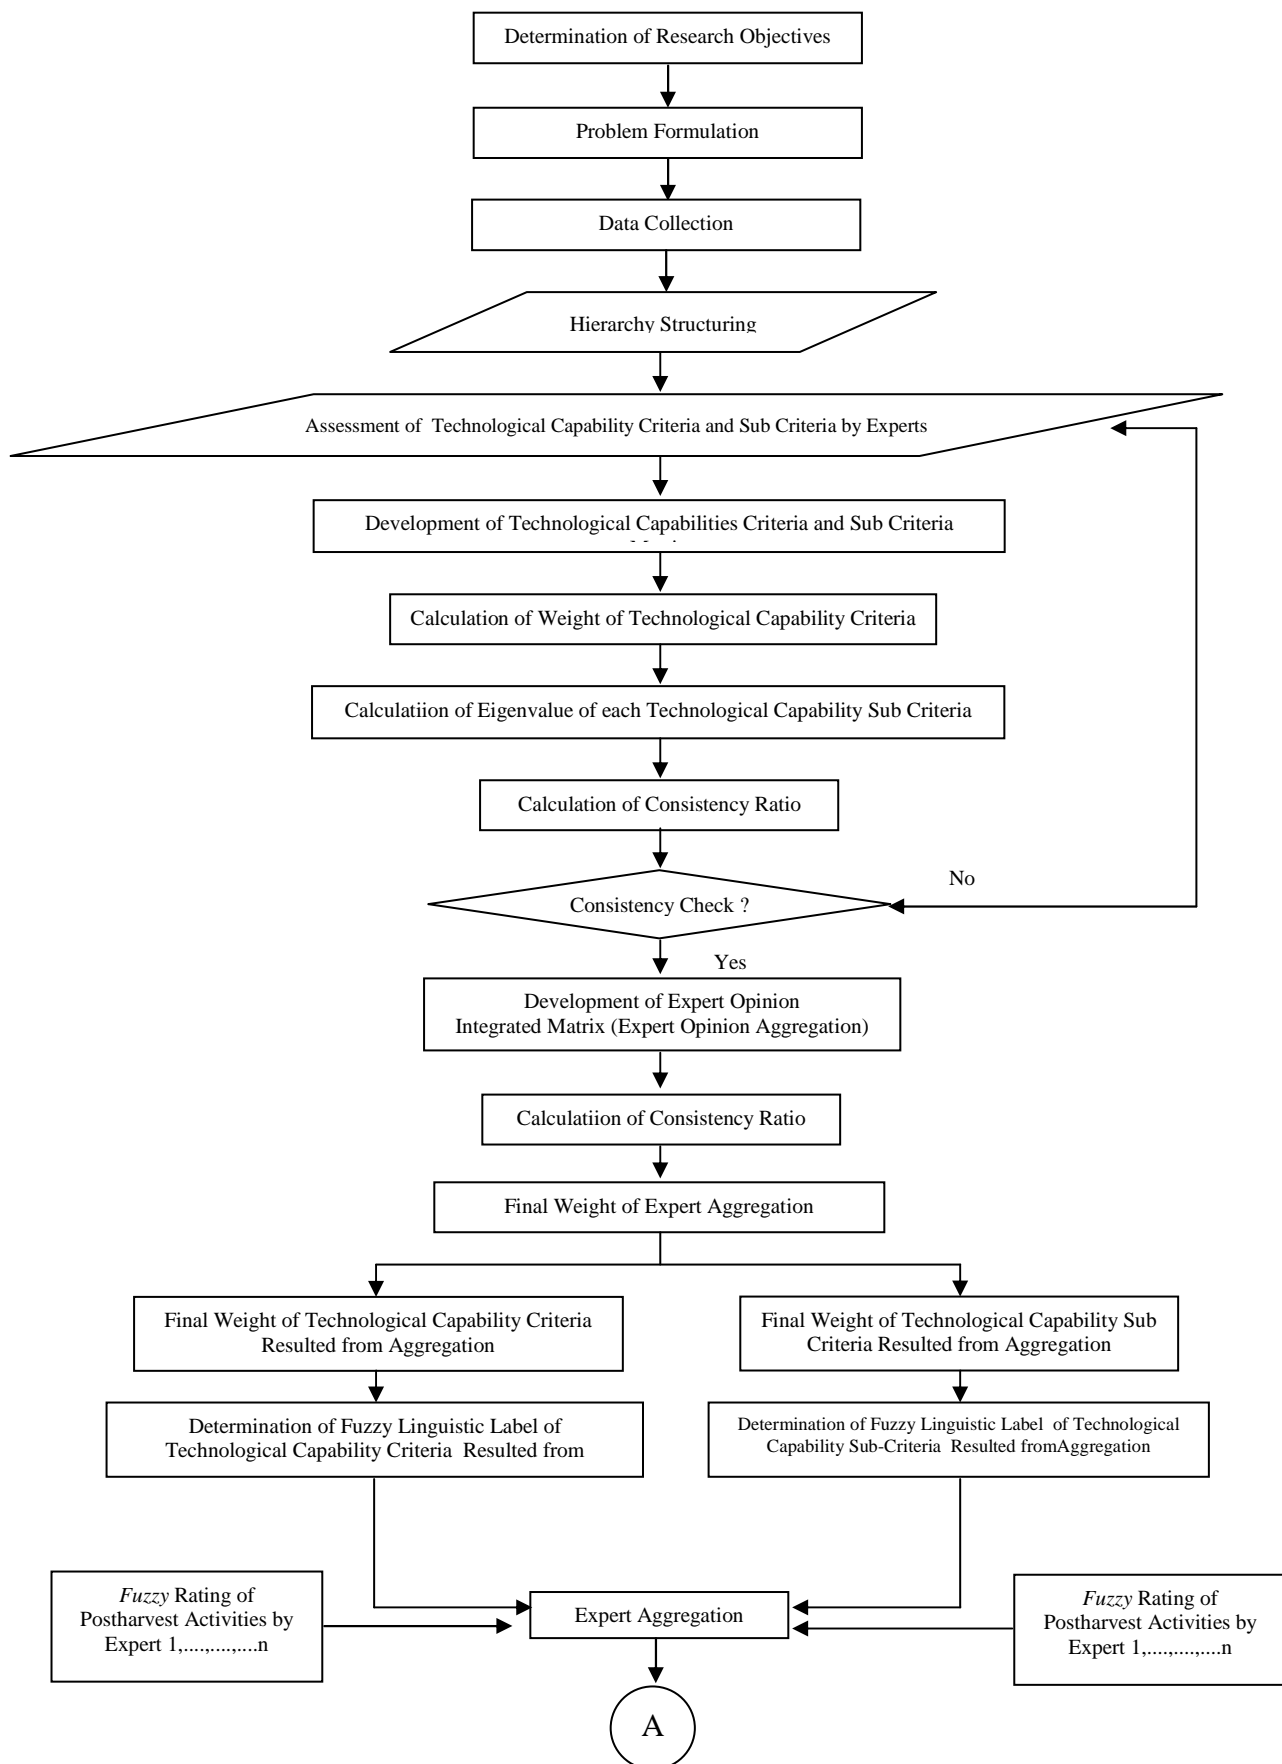 Determination of Research Objectives
Problem Formulation
Data Collection
Hierarchy Structuring
Assessment of Technological Capability Criteria and Sub Criteria by Experts
Development of Technological Capabilities Criteria and Sub Criteria
Calculation of Weight of Technological Capability Criteria
Calculatiion of Eigenvalue of each Technological Capability Sub Criteria
Calculation of Consistency Ratio
No
Consistency Check ?
Yes
Development of Expert Opinion
Integrated Matrix (Expert Opinion Aggregation)
Calculatiion of Consistency Ratio
Final Weight of Expert Aggregation
Final Weight of Technological Capability Criteria
Resulted from Aggregation
Final Weight of Technological Capability Sub
Criteria Resulted from Aggregation
Determination of Fuzzy Linguistic Label of
Technological Capability Criteria Resulted from
Determination of Fuzzy Linguistic Label of Technological
Capability Sub-Criteria Resulted fromAggregation
Fuzzy Rating of
Postharvest Activities by
Expert 1,....,....,....n
Expert Aggregation
Fuzzy Rating of
Postharvest Activities by
Expert 1,....,....,....n
A